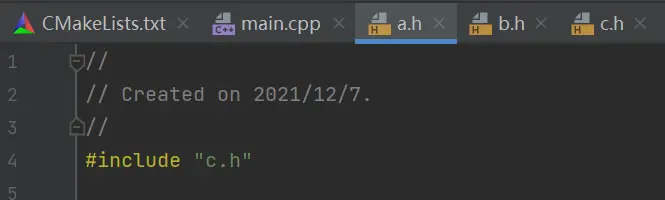 CMakeLists.txt main.cpp a.h b.h c.h
1 //
2 // Created on 2021/12/7.
3 //
4 #include "c.h"
5